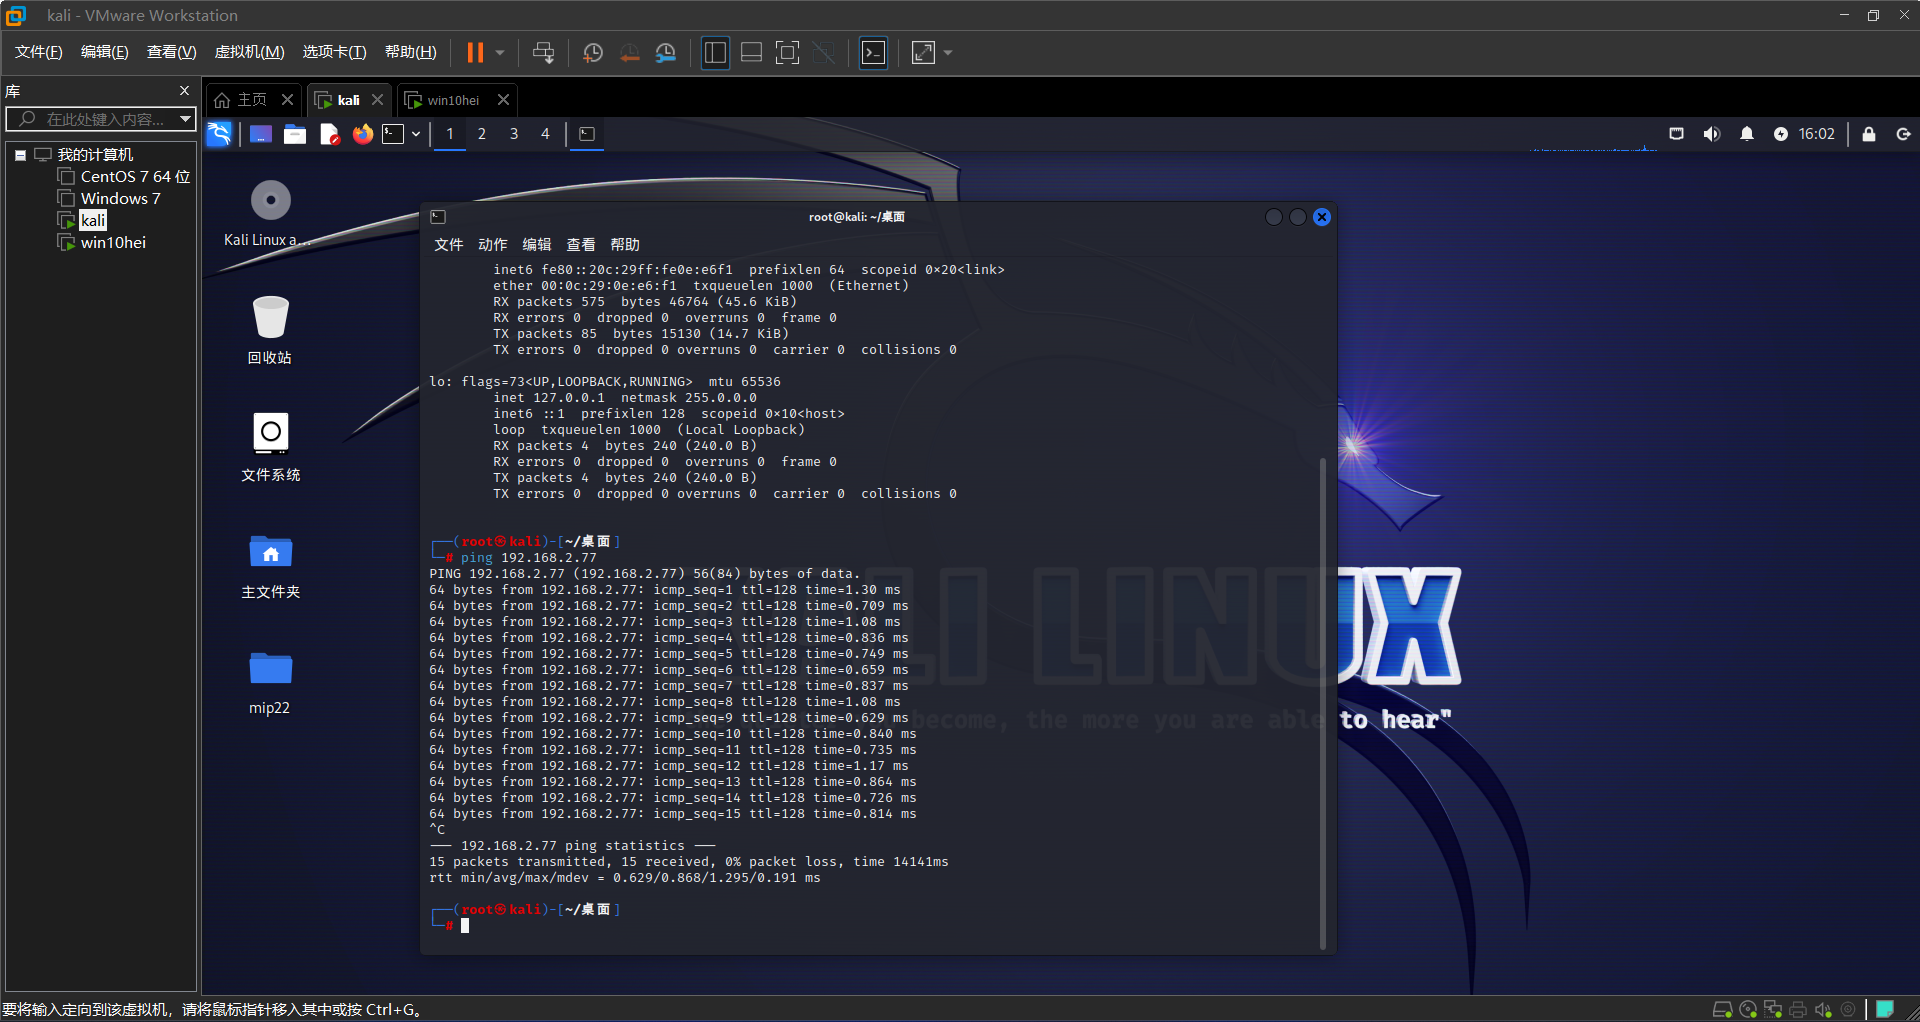 kali - VMware Workstation
文件(F) 编辑(E) 查看(V) 虚拟机(M) 选项卡(T) 帮助(H)
库
在此处键入内容...
我的计算机
CentOS 7 64 位
Windows 7
kali
win10hei
主页 kali win10hei
1 2 3 4 16:02
Kali Linux a...
回收站
文件系统
主文件夹
mip22
root@kali: ~/桌面
文件 动作 编辑 查看 帮助
inet6 fe80::20c:29ff:fe0e:e6f1 prefixlen 64 scopeid 0×20<link>
ether 00:0c:29:0e:e6:f1 txqueuelen 1000 (Ethernet)
RX packets 575 bytes 46764 (45.6 KiB)
RX errors 0 dropped 0 overruns 0 frame 0
TX packets 85 bytes 15130 (14.7 KiB)
TX errors 0 dropped 0 overruns 0 carrier 0 collisions 0
lo: flags=73<UP,LOOPBACK,RUNNING> mtu 65536
inet 127.0.0.1 netmask 255.0.0.0
inet6 ::1 prefixlen 128 scopeid 0×10<host>
loop txqueuelen 1000 (Local Loopback)
RX packets 4 bytes 240 (240.0 B)
RX errors 0 dropped 0 overruns 0 frame 0
TX packets 4 bytes 240 (240.0 B)
TX errors 0 dropped 0 overruns 0 carrier 0 collisions 0
┌──(root㉿kali)-[~/桌面]
└─# ping 192.168.2.77
PING 192.168.2.77 (192.168.2.77) 56(84) bytes of data.
64 bytes from 192.168.2.77: icmp_seq=1 ttl=128 time=1.30 ms
64 bytes from 192.168.2.77: icmp_seq=2 ttl=128 time=0.709 ms
64 bytes from 192.168.2.77: icmp_seq=3 ttl=128 time=1.08 ms
64 bytes from 192.168.2.77: icmp_seq=4 ttl=128 time=0.836 ms
64 bytes from 192.168.2.77: icmp_seq=5 ttl=128 time=0.749 ms
64 bytes from 192.168.2.77: icmp_seq=6 ttl=128 time=0.659 ms
64 bytes from 192.168.2.77: icmp_seq=7 ttl=128 time=0.837 ms
64 bytes from 192.168.2.77: icmp_seq=8 ttl=128 time=1.08 ms
64 bytes from 192.168.2.77: icmp_seq=9 ttl=128 time=0.629 ms
64 bytes from 192.168.2.77: icmp_seq=10 ttl=128 time=0.840 ms
64 bytes from 192.168.2.77: icmp_seq=11 ttl=128 time=0.735 ms
64 bytes from 192.168.2.77: icmp_seq=12 ttl=128 time=1.17 ms
64 bytes from 192.168.2.77: icmp_seq=13 ttl=128 time=0.864 ms
64 bytes from 192.168.2.77: icmp_seq=14 ttl=128 time=0.726 ms
64 bytes from 192.168.2.77: icmp_seq=15 ttl=128 time=0.814 ms
^C
--- 192.168.2.77 ping statistics ---
15 packets transmitted, 15 received, 0% packet loss, time 14141ms
rtt min/avg/max/mdev = 0.629/0.868/1.295/0.191 ms
┌──(root㉿kali)-[~/桌面]
└─#
LI LINUX
become, the more you are able to hear"
要将输入定向到该虚拟机，请将鼠标指针移入其中或按 Ctrl+G。